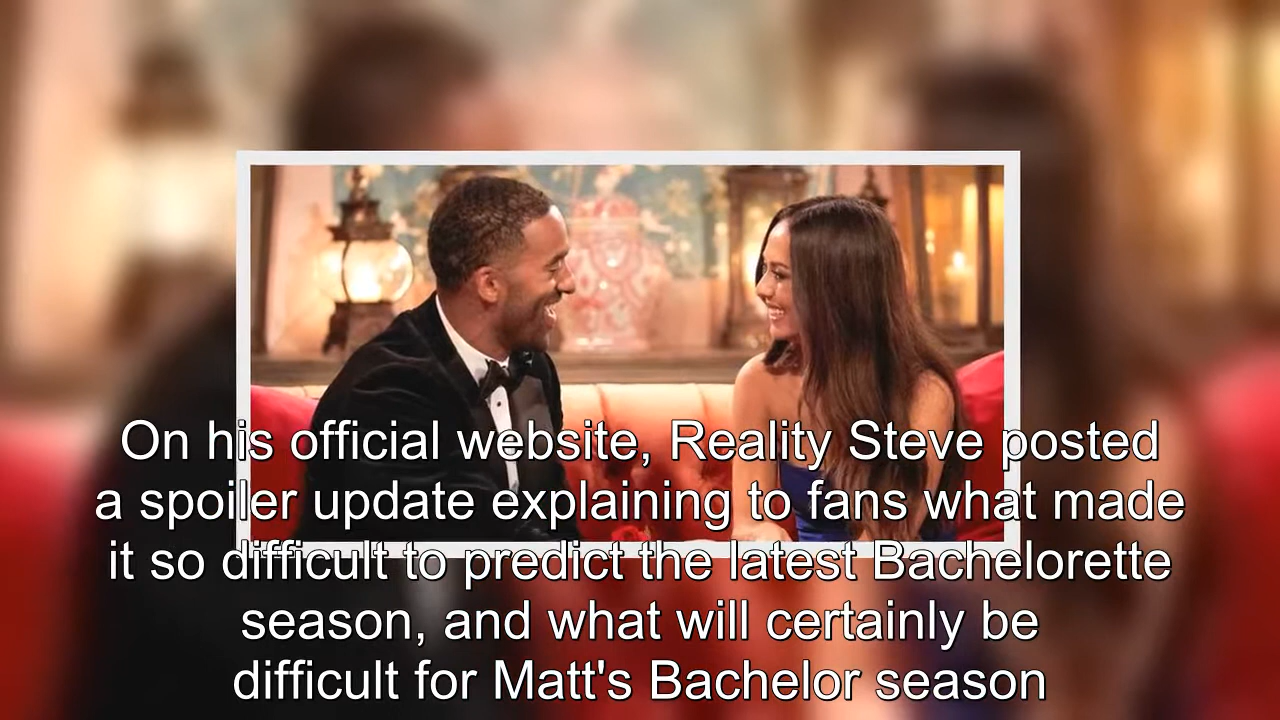 On his official website, Reality Steve posted
a spoiler update explaining to fans what made
it so difficult to predict the latest Bachelorette
season, and what will certainly be
difficult for Matt's Bachelor season